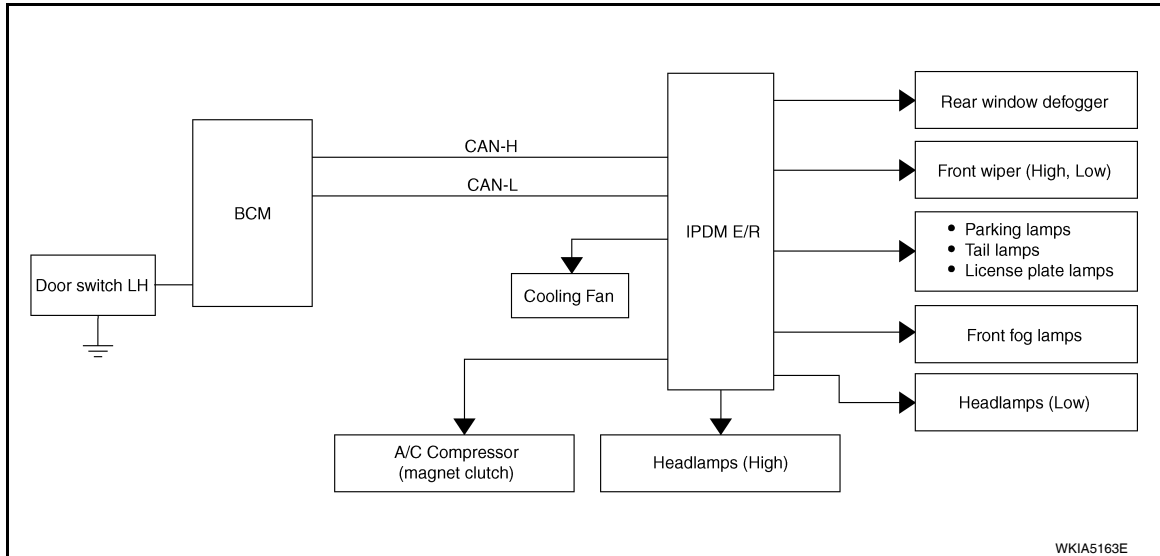 Rear window defogger
CAN-H
Front wiper (High, Low)
CAN-L
BCM
IPDM E/R
• Parking lamps
• Tail lamps
• License plate lamps
Door switch LH
Cooling Fan
Front fog lamps
Headlamps (Low)
A/C Compressor
(magnet clutch)
Headlamps (High)
WKIA5163E